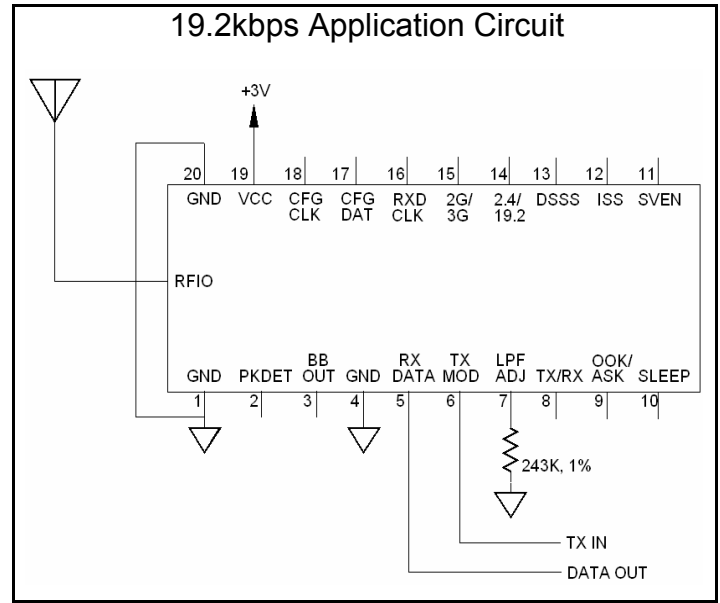 19.2kbps Application Circuit
+3V
20 19 18 17 16 15 14 13 12 11
GND VCC CFG CLK CFG DAT RXD CLK 2G/ 3G 2.4/ 19.2 DSSS ISS SVEN
RFIO
GND PKDET BB OUT GND RX DATA TX MOD LPF ADJ TX/RX OOK/ ASK SLEEP
1 2 3 4 5 6 7 8 9 10
243K, 1%
TX IN
DATA OUT